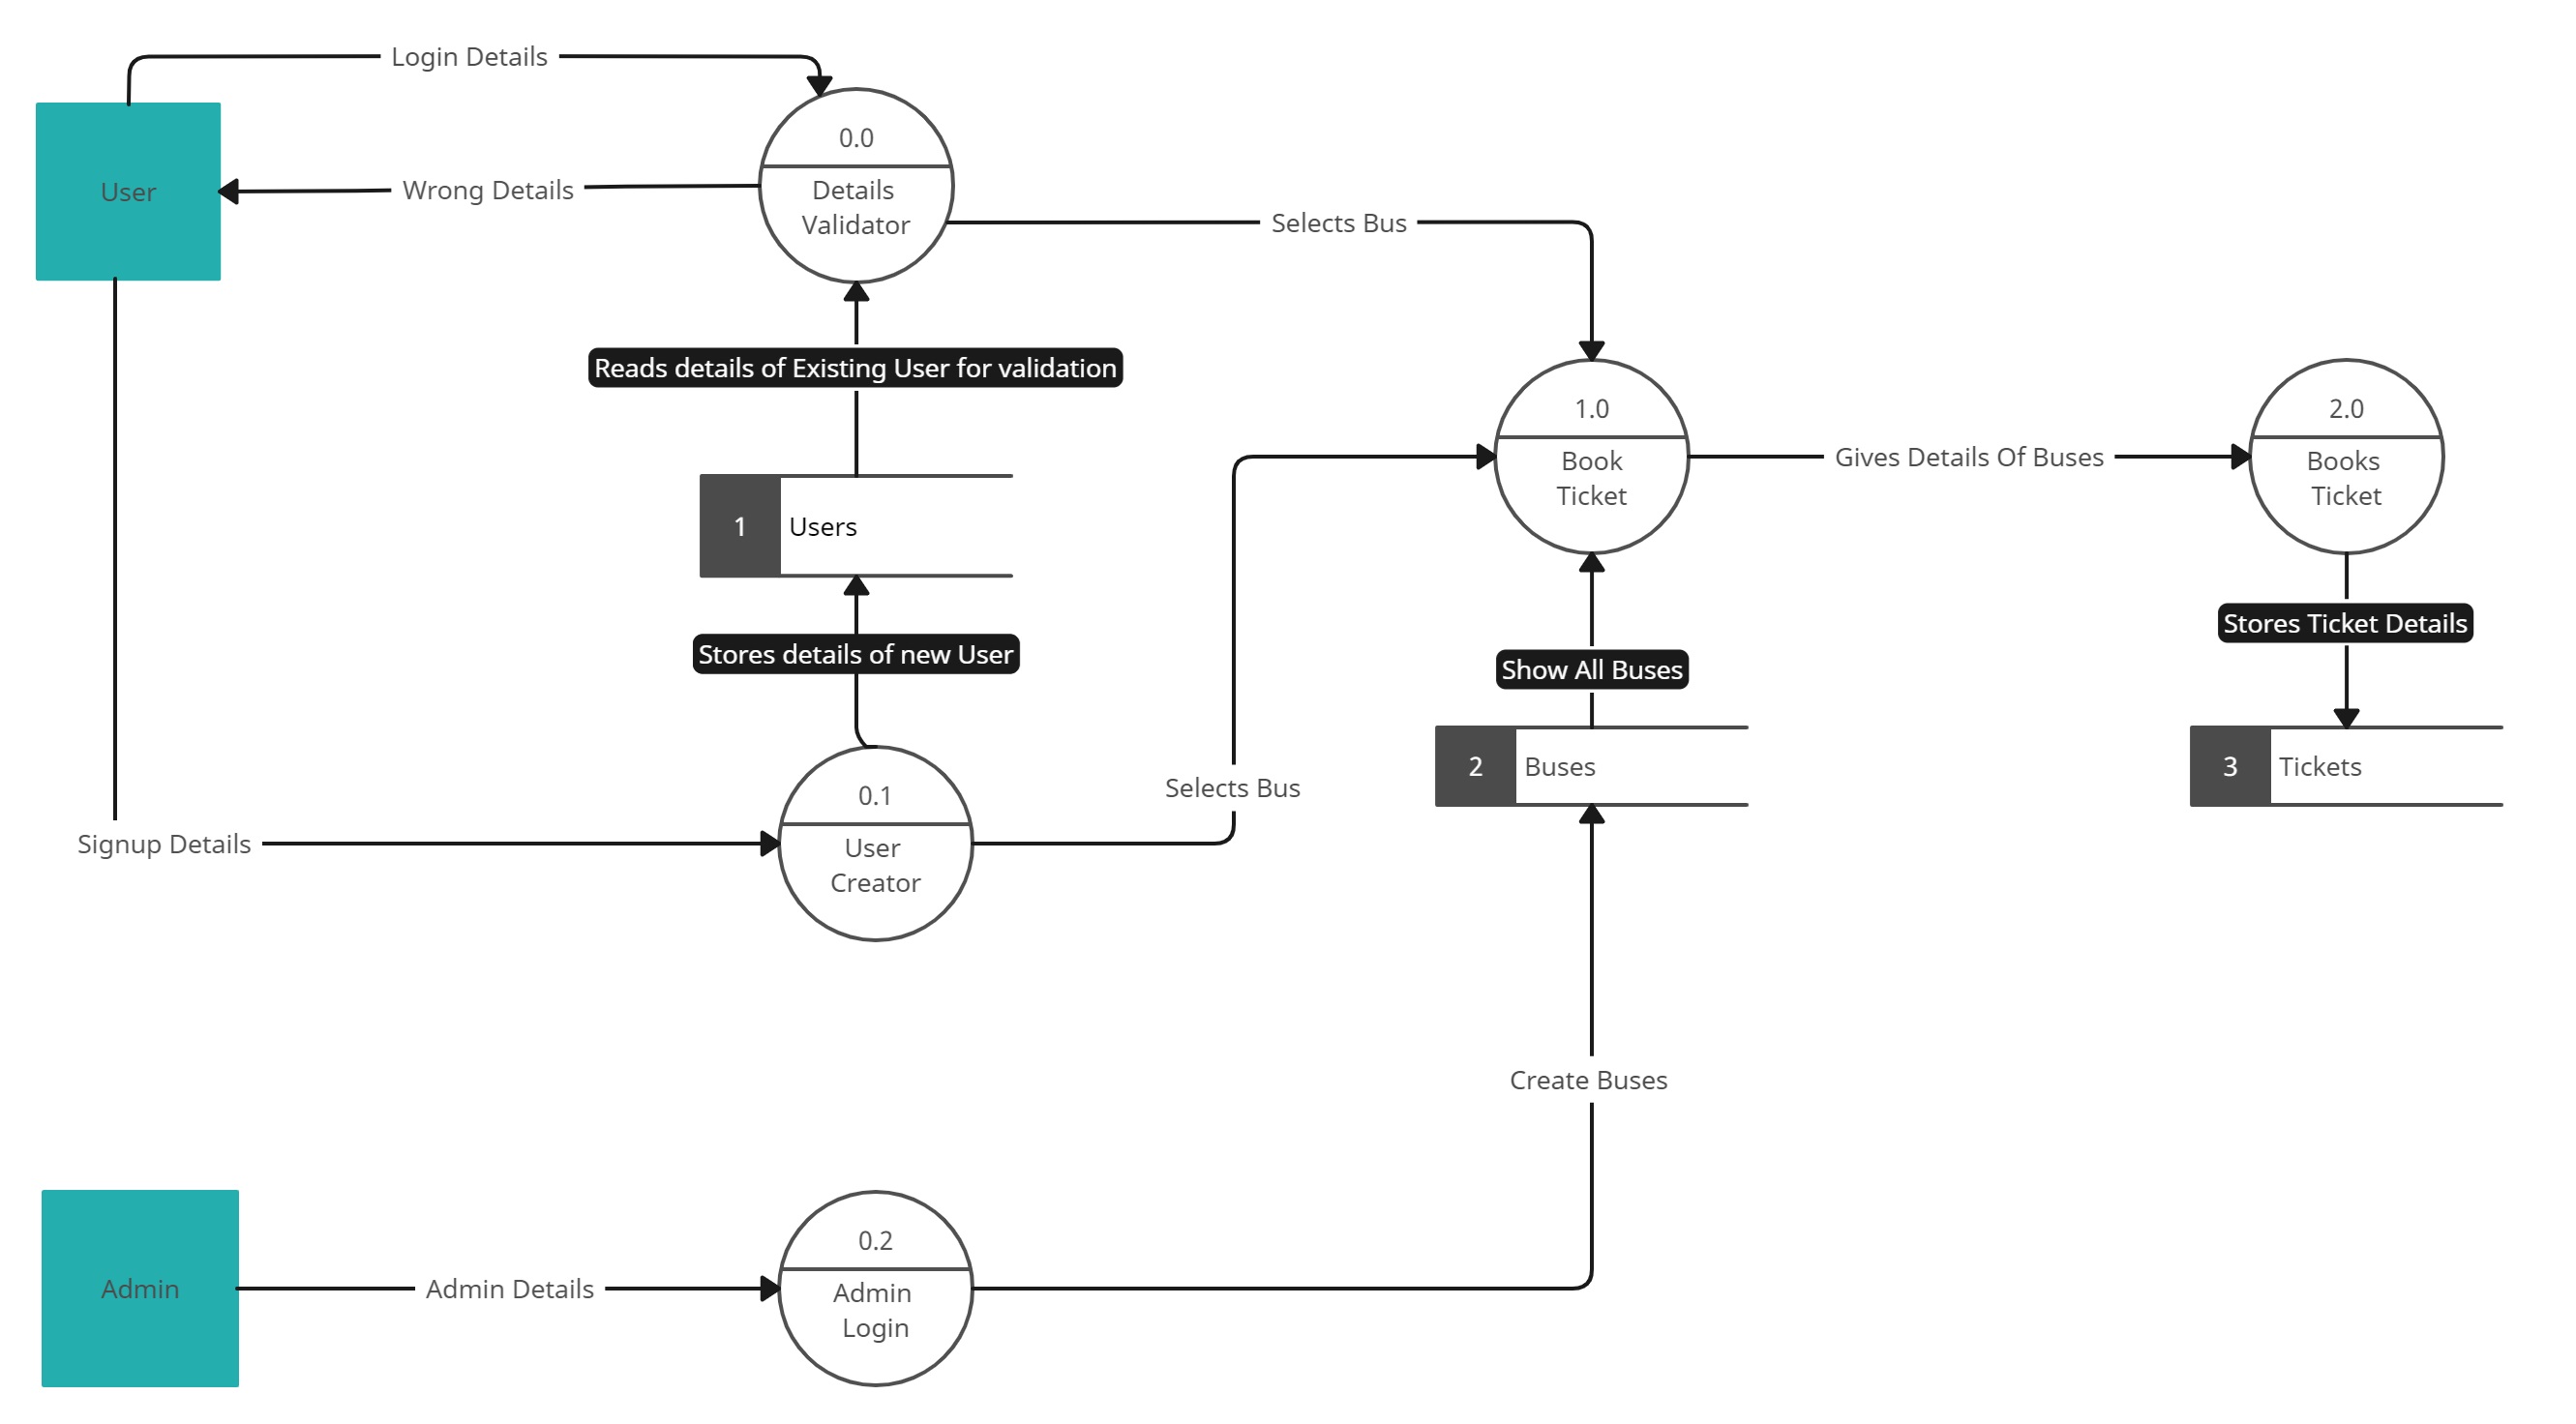 Login Details
User
Wrong Details
0.0
Details
Validator
Selects Bus
Reads details of Existing User for validation
1
Users
Stores details of new User
Signup Details
0.1
User
Creator
Selects Bus
1.0
Book
Ticket
Gives Details Of Buses
2.0
Books
Ticket
Show All Buses
Stores Ticket Details
2
Buses
3
Tickets
Create Buses
Admin
Admin Details
0.2
Admin
Login